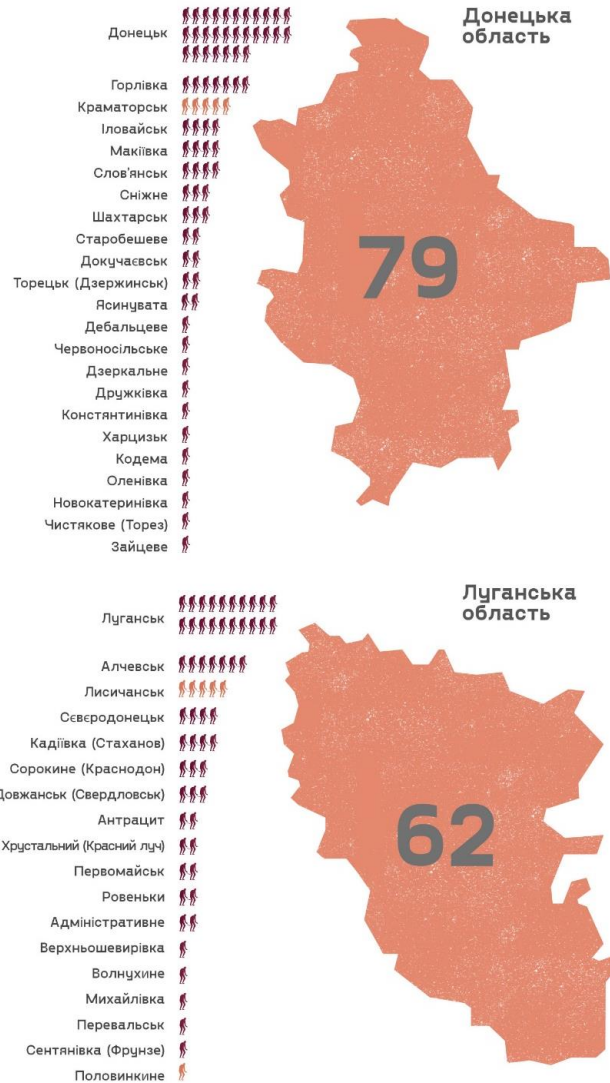 Донецька
область
Донецьк
Горлівка
Краматорськ
Іловайськ
Макіївка
Слов'янськ
Сніжне
Шахтарськ
Старобешеве
Докучаєвськ
Торецьк (Дзержинськ)
Ясинувата
Дебальцеве
Червоносільське
Дзеркальне
Дружківка
Констянтинівка
Харцизьк
Кодема
Оленівка
Новокатеринівка
Чистякове (Торез)
Зайцеве
79
Луганська
область
Луганськ
Алчевськ
Лисичанськ
Сєвєродонецьк
Кадіївка (Стаханов)
Сорокине (Краснодон)
Довжанськ (Свердловськ)
Антрацит
Хрустальний (Красний луч)
Первомайськ
Ровеньки
Адміністративне
Верхньошевирівка
Волнухине
Михайлівка
Перевальськ
Сентянівка (Фрунзе)
Половинкине
62